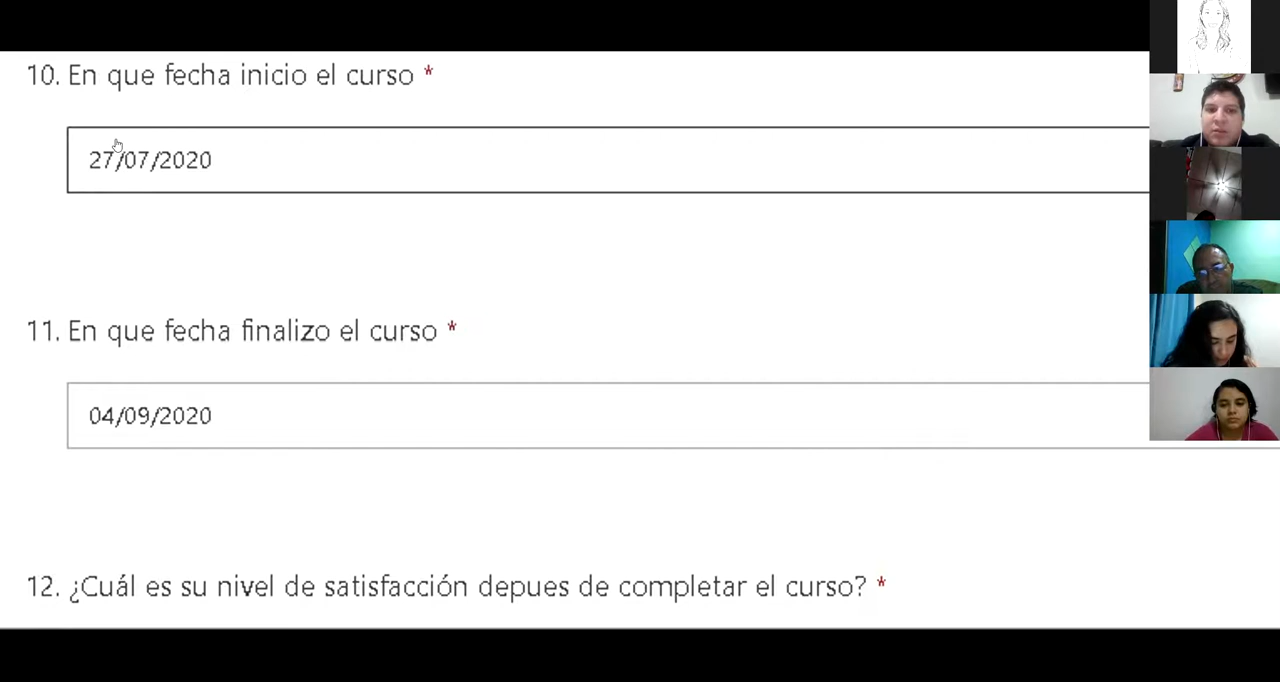 10. En que fecha inicio el curso *
27/07/2020
11. En que fecha finalizo el curso *
04/09/2020
12. ¿Cuál es su nivel de satisfacción depues de completar el curso? *